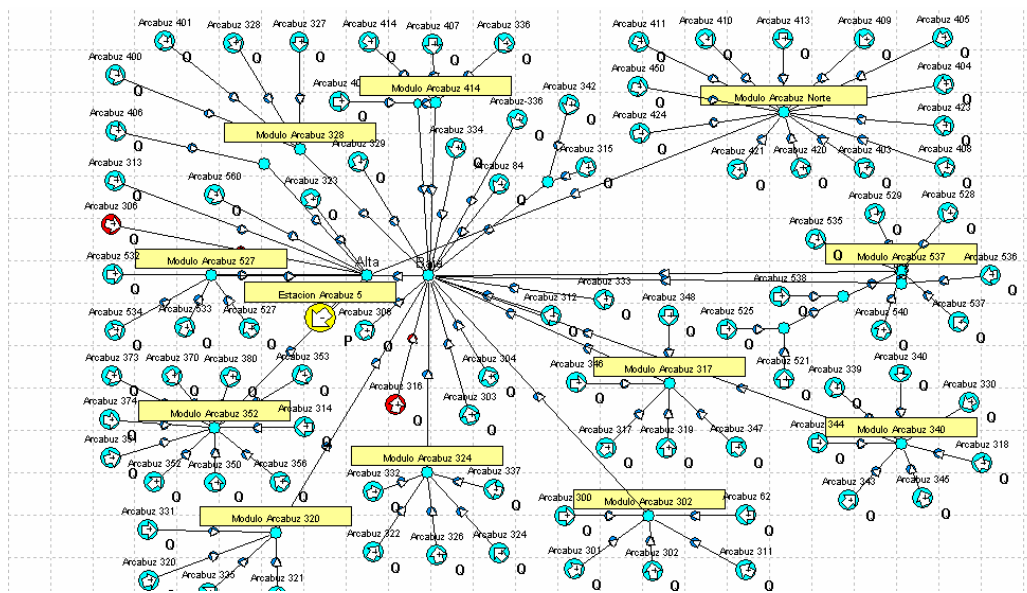 Arcabuz 401
Arcabuz 328
Arcabuz 327
Arcabuz 414
Arcabuz 407
Arcabuz 336
Arcabuz 411
Arcabuz 410
Arcabuz 413
Arcabuz 409
Arcabuz 405
Arcabuz 400
Modulo Arcabuz 414
Arcabuz 450
Modulo Arcabuz Norte
Arcabuz 404
Arcabuz 406
Modulo Arcabuz 328
Arcabuz-336
Arcabuz 342
Arcabuz 424
Arcabuz 423
Arcabuz 313
Arcabuz 560
Arcabuz 323
Arcabuz 329
Arcabuz 334
Arcabuz 84
Arcabuz 315
Arcabuz 421
Arcabuz 420
Arcabuz 403
Arcabuz 408
Arcabuz 306
Arcabuz 529
Arcabuz 528
Arcabuz 535
Arcabuz 532
Modulo Arcabuz 527
Alta
Modulo Arcabuz 537
Arcabuz 536
Estacion Arcabuz 5
Arcabuz 333
Arcabuz 348
Arcabuz 538
Arcabuz 534
Arcabuz 533
Arcabuz 527
P
Arcabuz 306
Arcabuz 312
Arcabuz 525
Arcabuz 540
Arcabuz 537
Arcabuz 373
Arcabuz 370
Arcabuz 380
Arcabuz 353
Arcabuz 316
Arcabuz 304
Arcabuz 346
Modulo Arcabuz 317
Arcabuz 521
Arcabuz 339
Arcabuz 340
Arcabuz 330
Arcabuz 374
Modulo Arcabuz 352
Arcabuz 314
Arcabuz 303
Arcabuz 317
Arcabuz 319
Arcabuz 347
Arcabuz 344
Modulo Arcabuz 340
Arcabuz 318
Arcabuz 352
Arcabuz 350
Arcabuz 356
Modulo Arcabuz 324
Arcabuz 332
Arcabuz 337
Arcabuz 343
Arcabuz 345
Arcabuz 331
Modulo Arcabuz 320
Arcabuz 322
Arcabuz 326
Arcabuz 324
Arcabuz 300
Modulo Arcabuz 302
Arcabuz 62
Arcabuz 320
Arcabuz 335
Arcabuz 321
Arcabuz 301
Arcabuz 302
Arcabuz 311